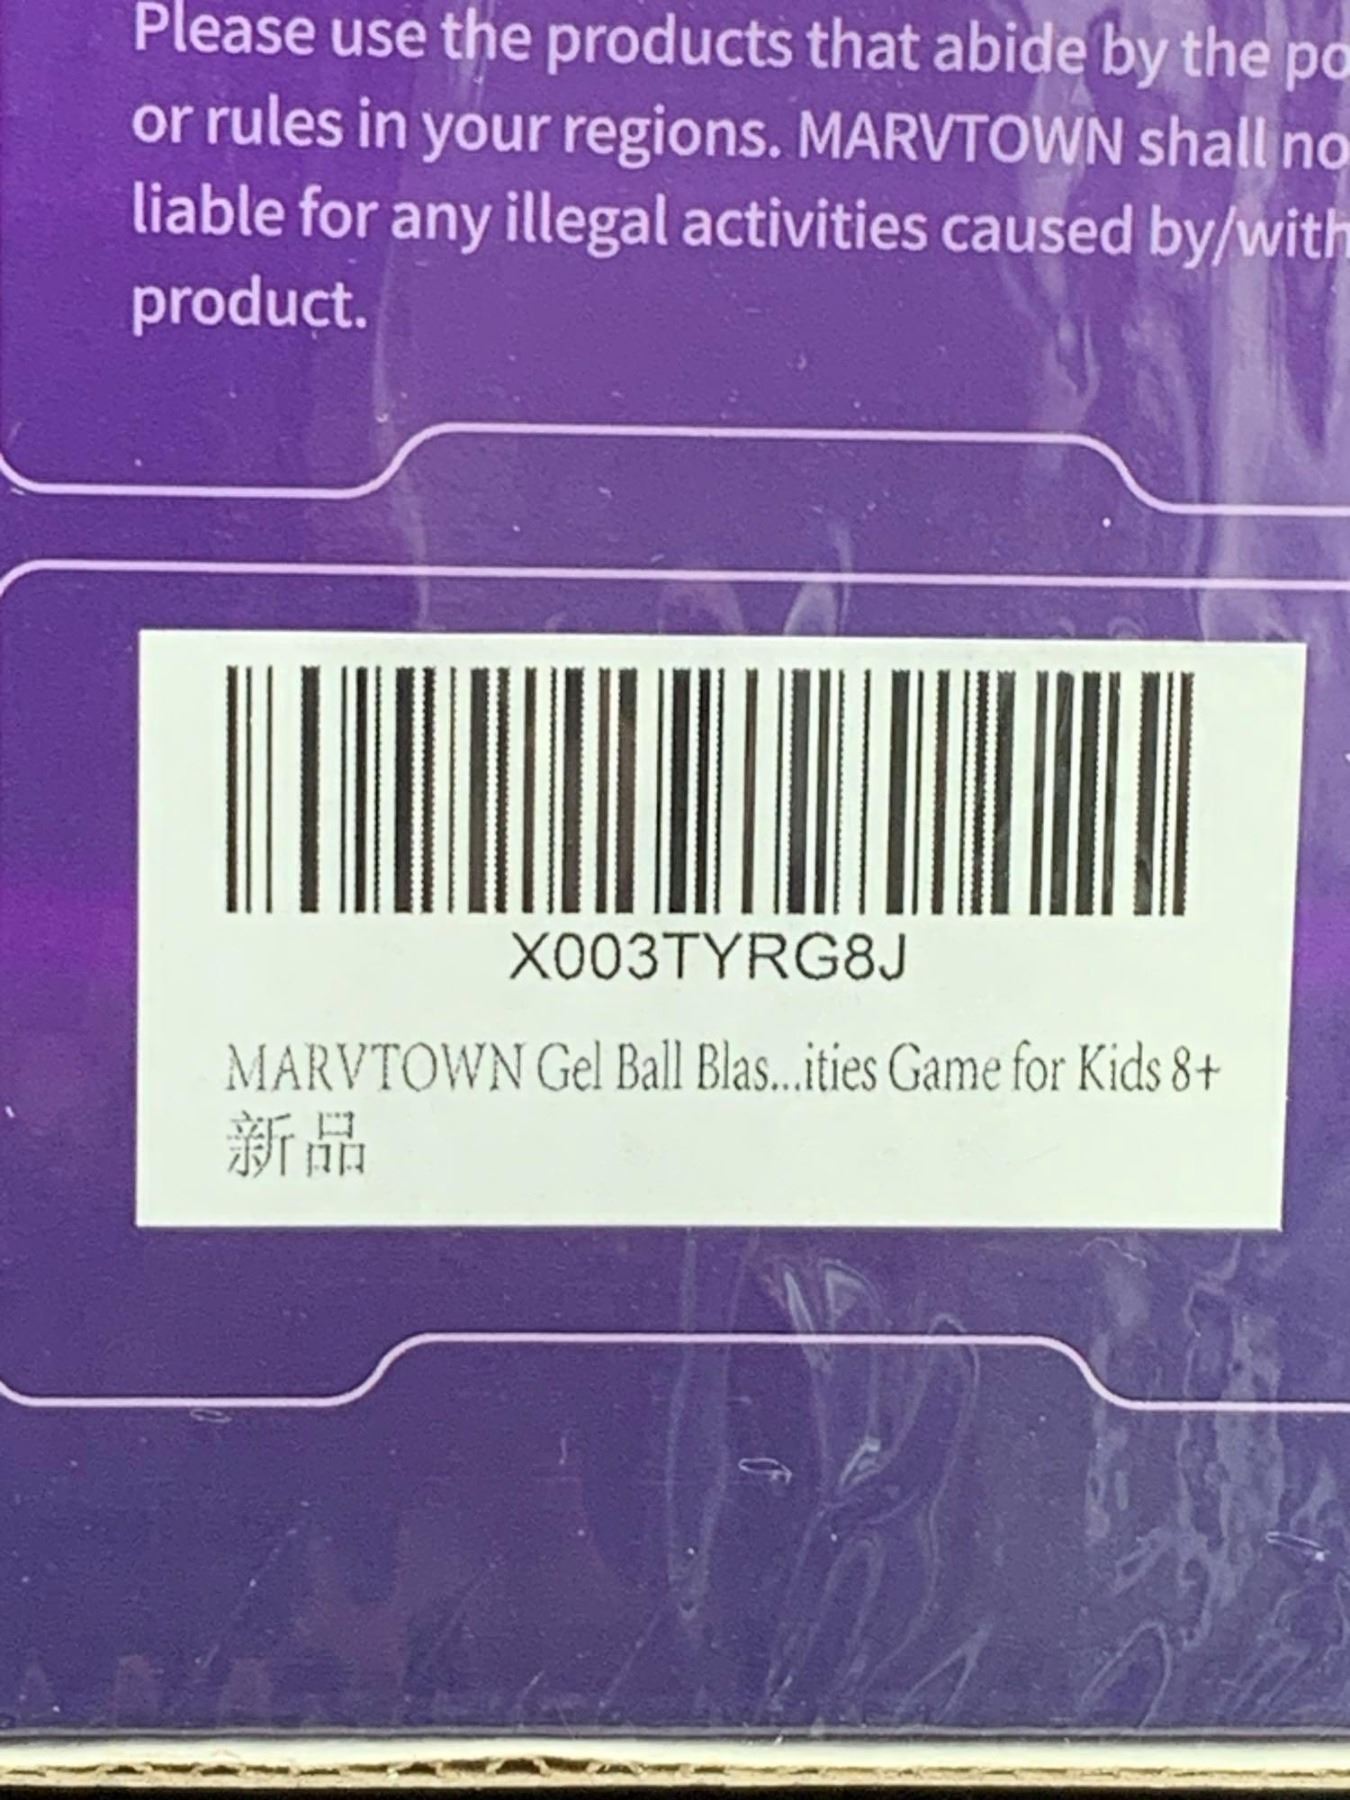 Please use the products that abide by the po
or rules in your regions. MARVTOWN shall no
liable for any illegal activities caused by/with
product.
X003TYRG8J
MARVTOWN Gel Ball Blas...ities Game for Kids 8+
新品